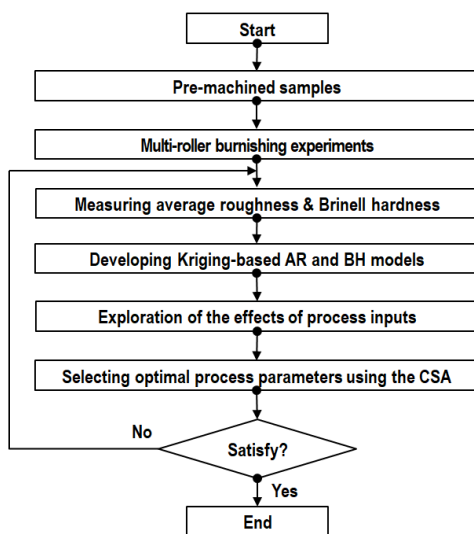 Start
Pre-machined samples
Multi-roller burnishing experiments
Measuring average roughness & Brinell hardness
Developing Kriging-based AR and BH models
Exploration of the effects of process inputs
Selecting optimal process parameters using the CSA
No
Satisfy?
Yes
End